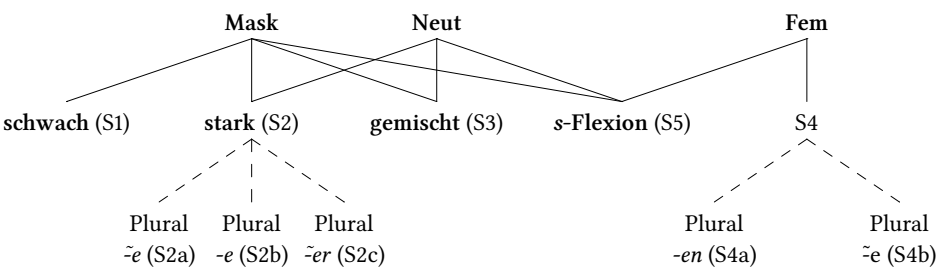 Mask Neut Fem
schwach (S1) stark (S2) gemischt (S3) s-Flexion (S5) S4
Plural Plural Plural Plural Plural
-̃e (S2a) -e (S2b) -̃er (S2c) -en (S4a) -̃e (S4b)